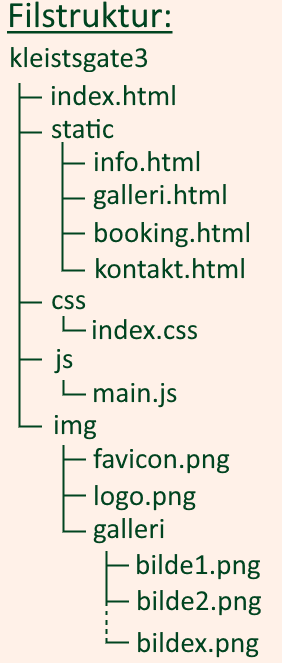 Filstruktur:
kleistsgate3
index.html
static
info.html
galleri.html
booking.html
kontakt.html
css
index.css
js
main.js
img
favicon.png
logo.png
galleri
bilde1.png
bilde2.png
bildex.png